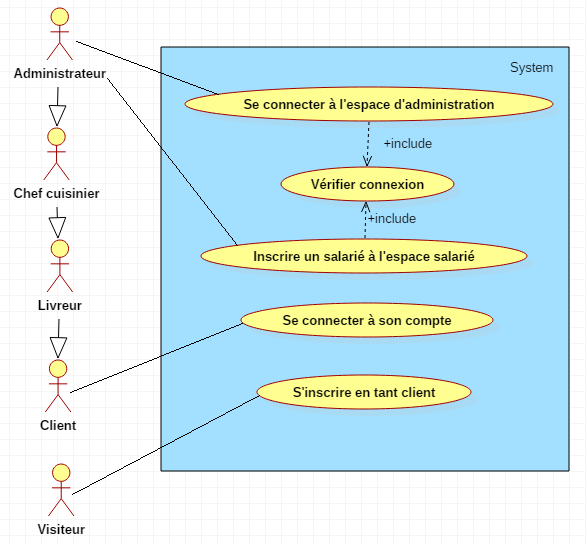 Administrateur
System
Se connecter à l'espace d'administration
+include
Chef cuisinier
Vérifier connexion
+include
Inscrire un salarié à l'espace salarié
Livreur
Se connecter à son compte
S'inscrire en tant client
Client
Visiteur